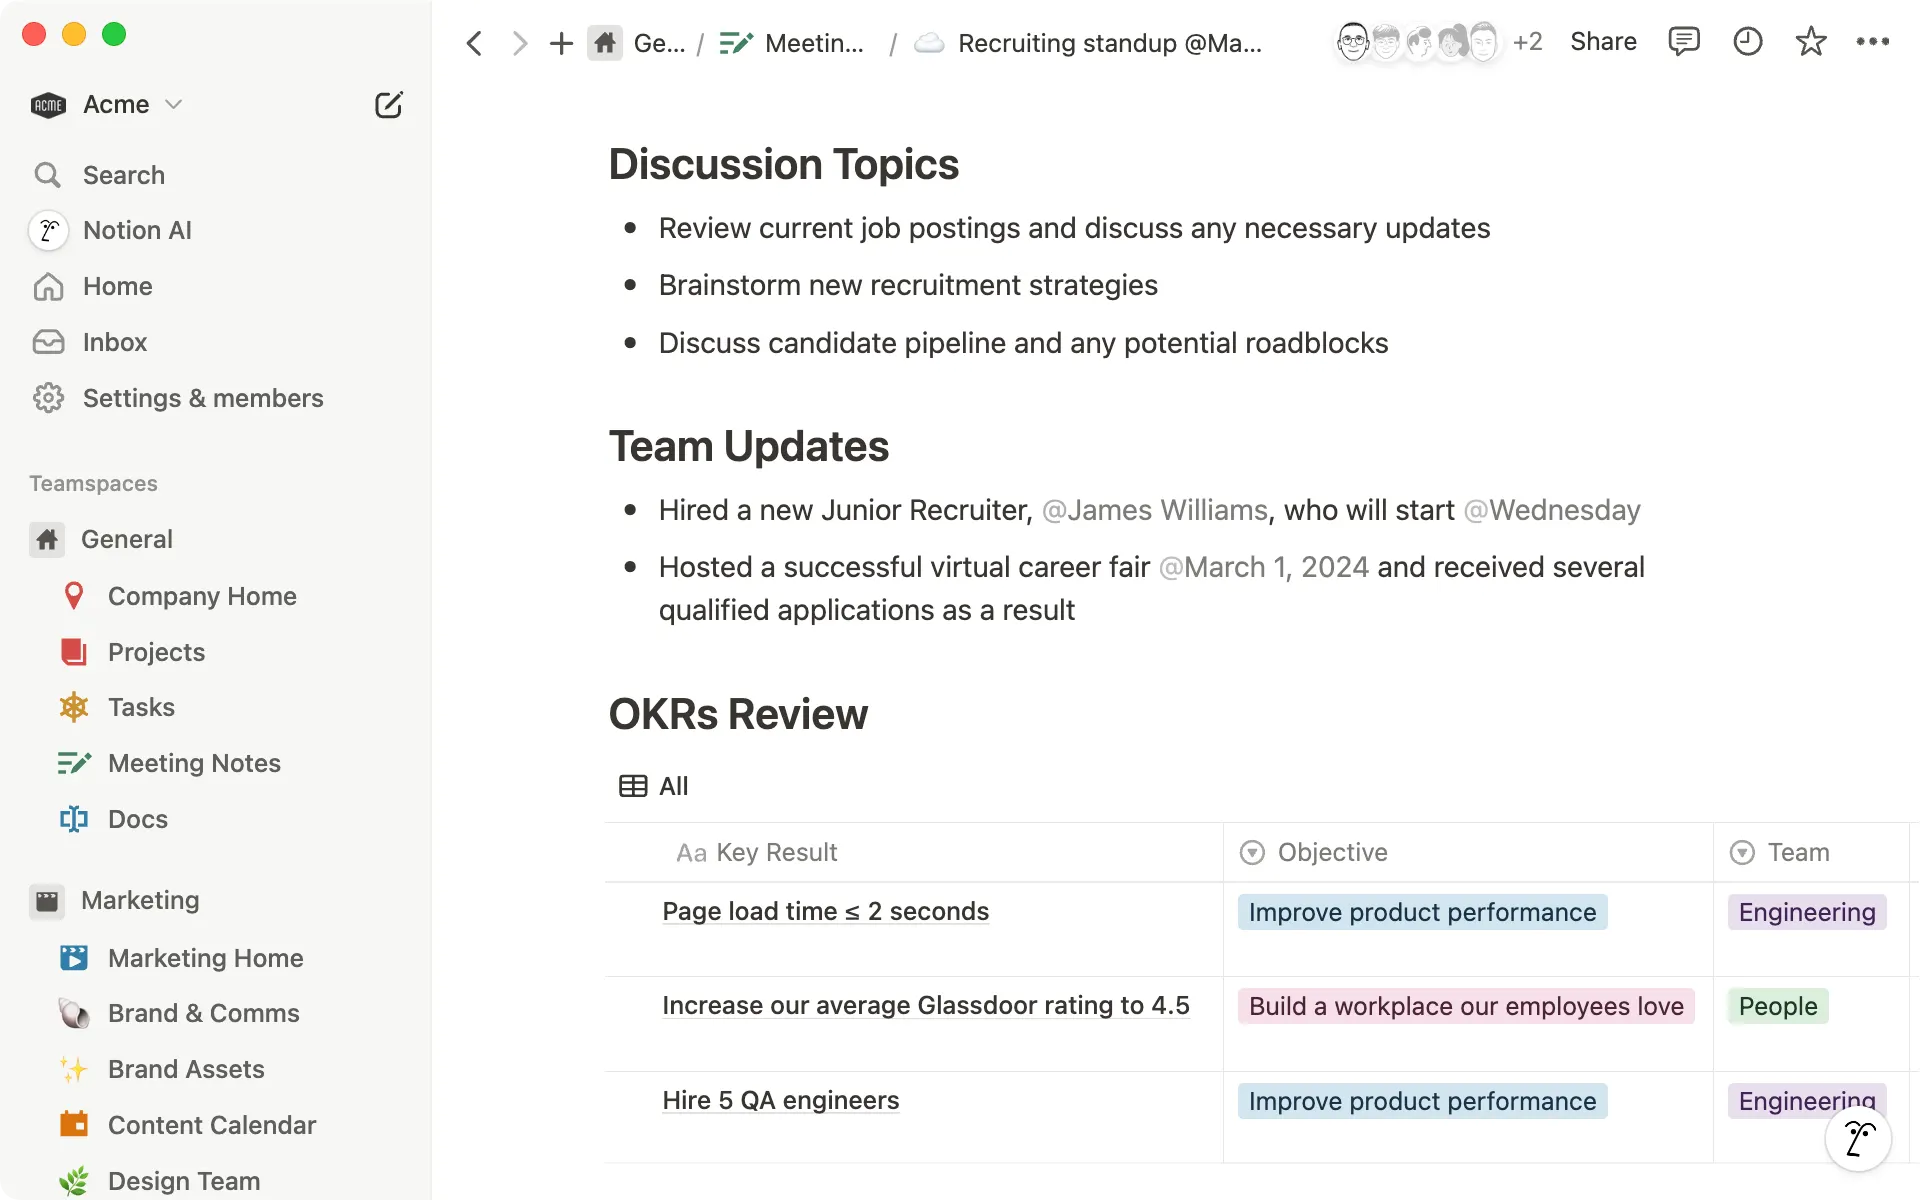 Ge... / Meetin... / Recruiting standup @Ma... +2 Share
ACME Acme
Search
Notion AI
Home
Inbox
Settings & members
Teamspaces
General
Company Home
Projects
Tasks
Meeting Notes
Docs
Marketing
Marketing Home
Brand & Comms
Brand Assets
Content Calendar
Design Team
Discussion Topics
• Review current job postings and discuss any necessary updates
• Brainstorm new recruitment strategies
• Discuss candidate pipeline and any potential roadblocks
Team Updates
• Hired a new Junior Recruiter, @James Williams, who will start @Wednesday
• Hosted a successful virtual career fair @March 1, 2024 and received several
qualified applications as a result
OKRs Review
All
Aa Key Result Objective Team
Page load time ≤ 2 seconds Improve product performance Engineering
Increase our average Glassdoor rating to 4.5 Build a workplace our employees love People
Hire 5 QA engineers Improve product performance Engineering